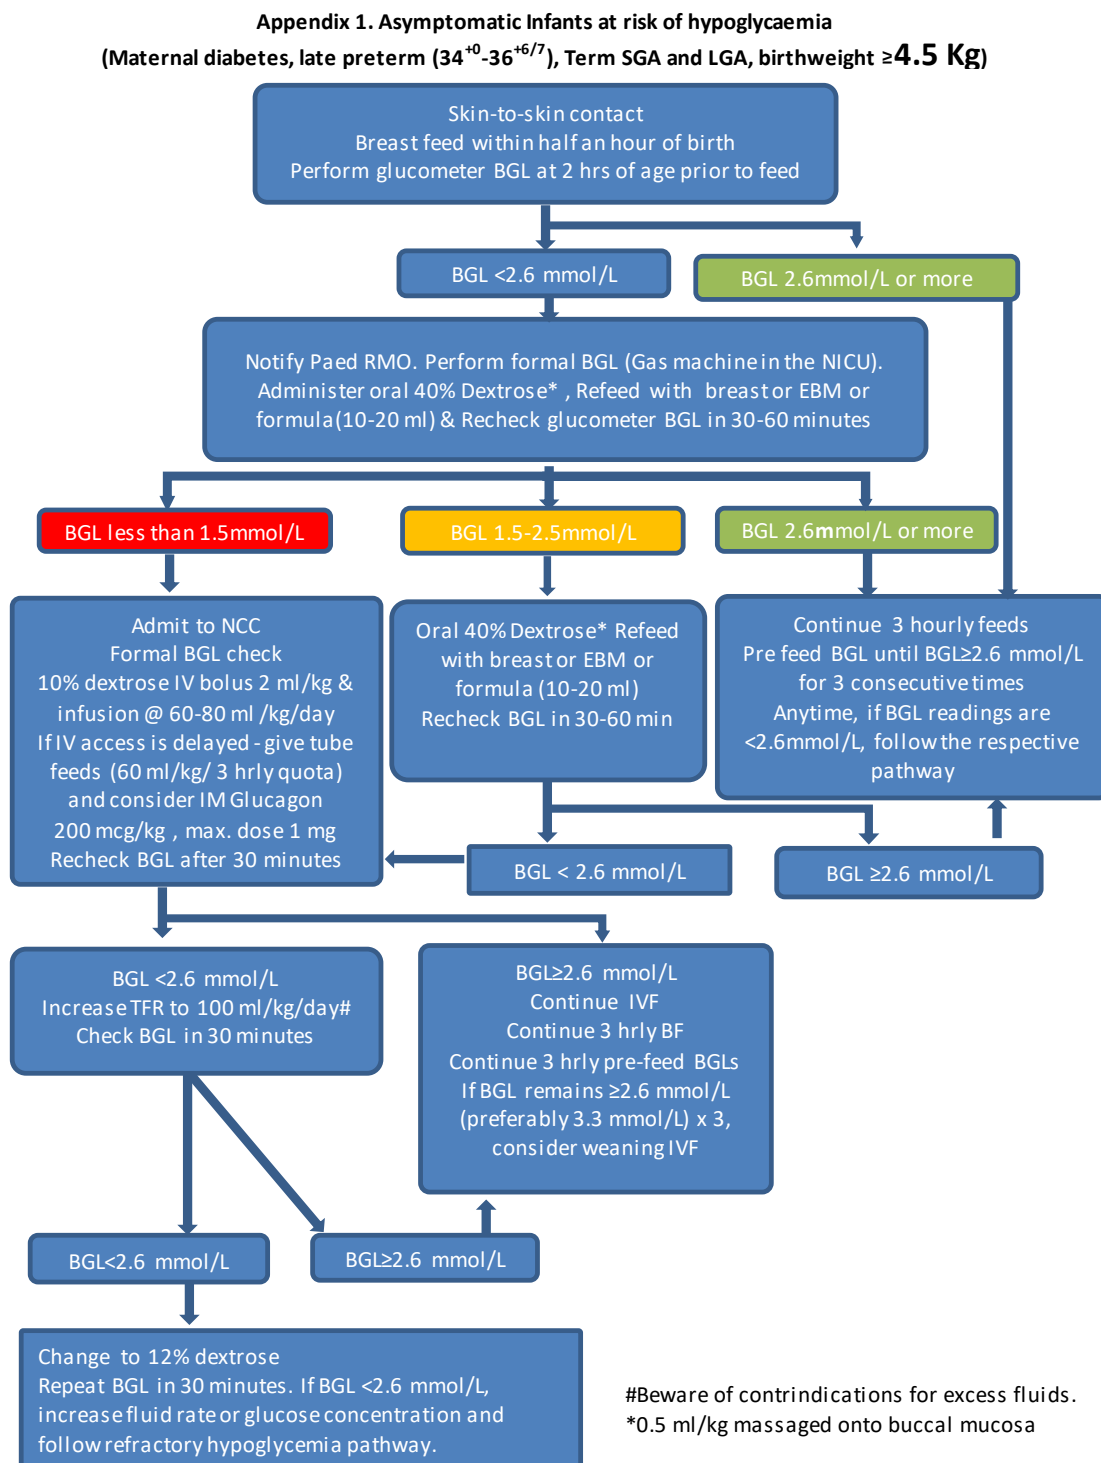 Appendix 1. Asymptomatic Infants at risk of hypoglycaemia
(Maternal diabetes, late preterm (34+0-36+6/7), Term SGA and LGA, birthweight ≥4.5 Kg)
Skin-to-skin contact
Breast feed within half an hour of birth
Perform glucometer BGL at 2 hrs of age prior to feed
BGL <2.6 mmol/L
BGL 2.6mmol/L or more
Notify Paed RMO. Perform formal BGL (Gas machine in the NICU).
Administer oral 40% Dextrose* , Refeed with breast or EBM or
formula (10-20 ml) & Recheck glucometer BGL in 30-60 minutes
BGL less than 1.5mmol/L
BGL 1.5-2.5mmol/L
BGL 2.6mmol/L or more
Admit to NCC
Formal BGL check
10% dextrose IV bolus 2 ml/kg &
infusion @ 60-80 ml /kg/day
If IV access is delayed - give tube
feeds (60 ml/kg/ 3 hrly quota)
and consider IM Glucagon
200 mcg/kg , max. dose 1 mg
Recheck BGL after 30 minutes
Oral 40% Dextrose* Refeed
with breast or EBM or
formula (10-20 ml)
Recheck BGL in 30-60 min
Continue 3 hourly feeds
Pre feed BGL until BGL≥2.6 mmol/L
for 3 consecutive times
Anytime, if BGL readings are
<2.6mmol/L, follow the respective
pathway
BGL < 2.6 mmol/L
BGL ≥2.6 mmol/L
BGL <2.6 mmol/L
Increase TFR to 100 ml/kg/day#
Check BGL in 30 minutes
BGL≥2.6 mmol/L
Continue IVF
Continue 3 hrly BF
Continue 3 hrly pre-feed BGLs
If BGL remains ≥2.6 mmol/L
(preferably 3.3 mmol/L) x 3,
consider weaning IVF
BGL<2.6 mmol/L
BGL≥2.6 mmol/L
Change to 12% dextrose
Repeat BGL in 30 minutes. If BGL <2.6 mmol/L,
increase fluid rate or glucose concentration and
follow refractory hypoglycemia pathway.
#Beware of contrindications for excess fluids.
*0.5 ml/kg massaged onto buccal mucosa